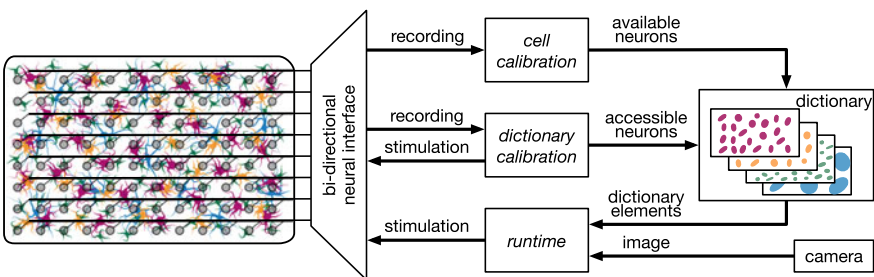 bi-directional
neural interface
recording
cell
calibration
available
neurons
recording
stimulation
dictionary
calibration
accessible
neurons
dictionary
stimulation
runtime
dictionary
elements
image
camera